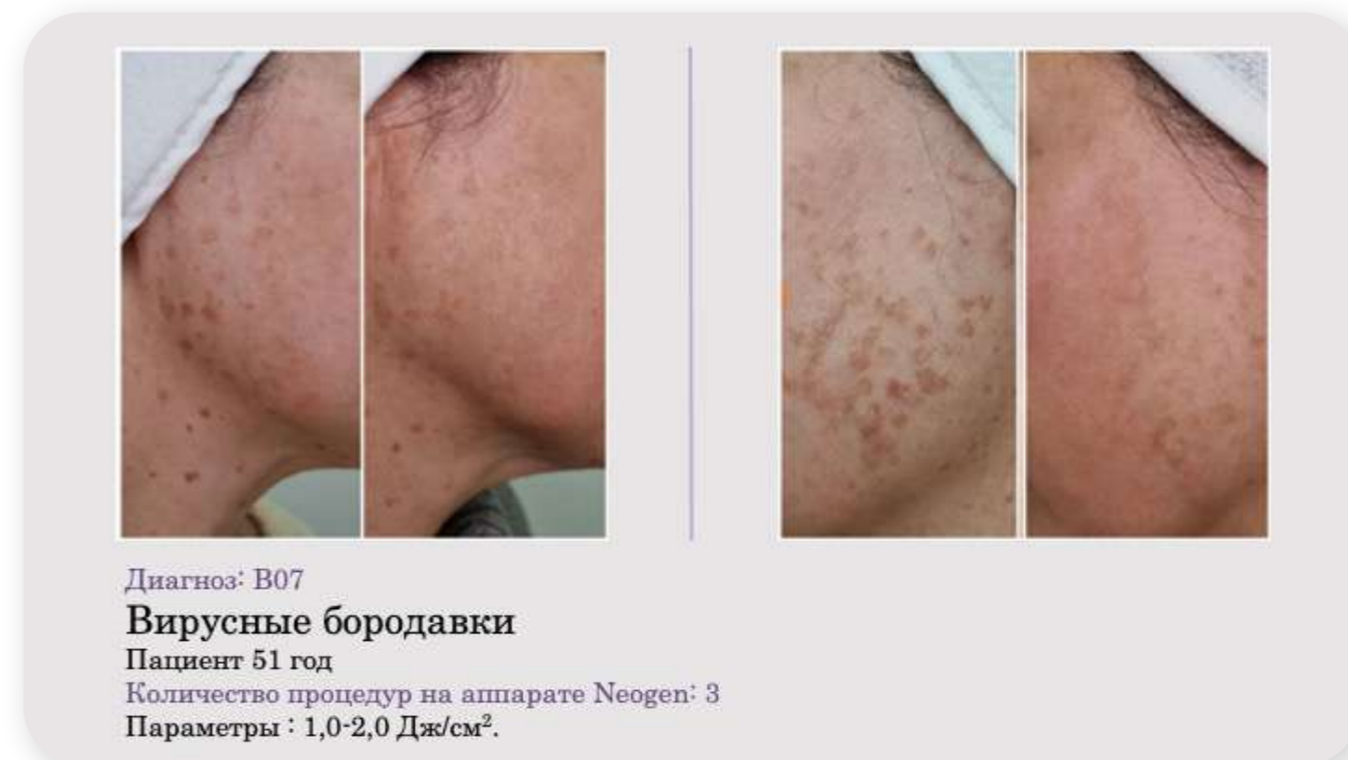 Диагноз: B07
Вирусные бородавки
Пациент 51 год
Количество процедур на аппарате Neogen: 3
Параметры : 1,0-2,0 Дж/см².